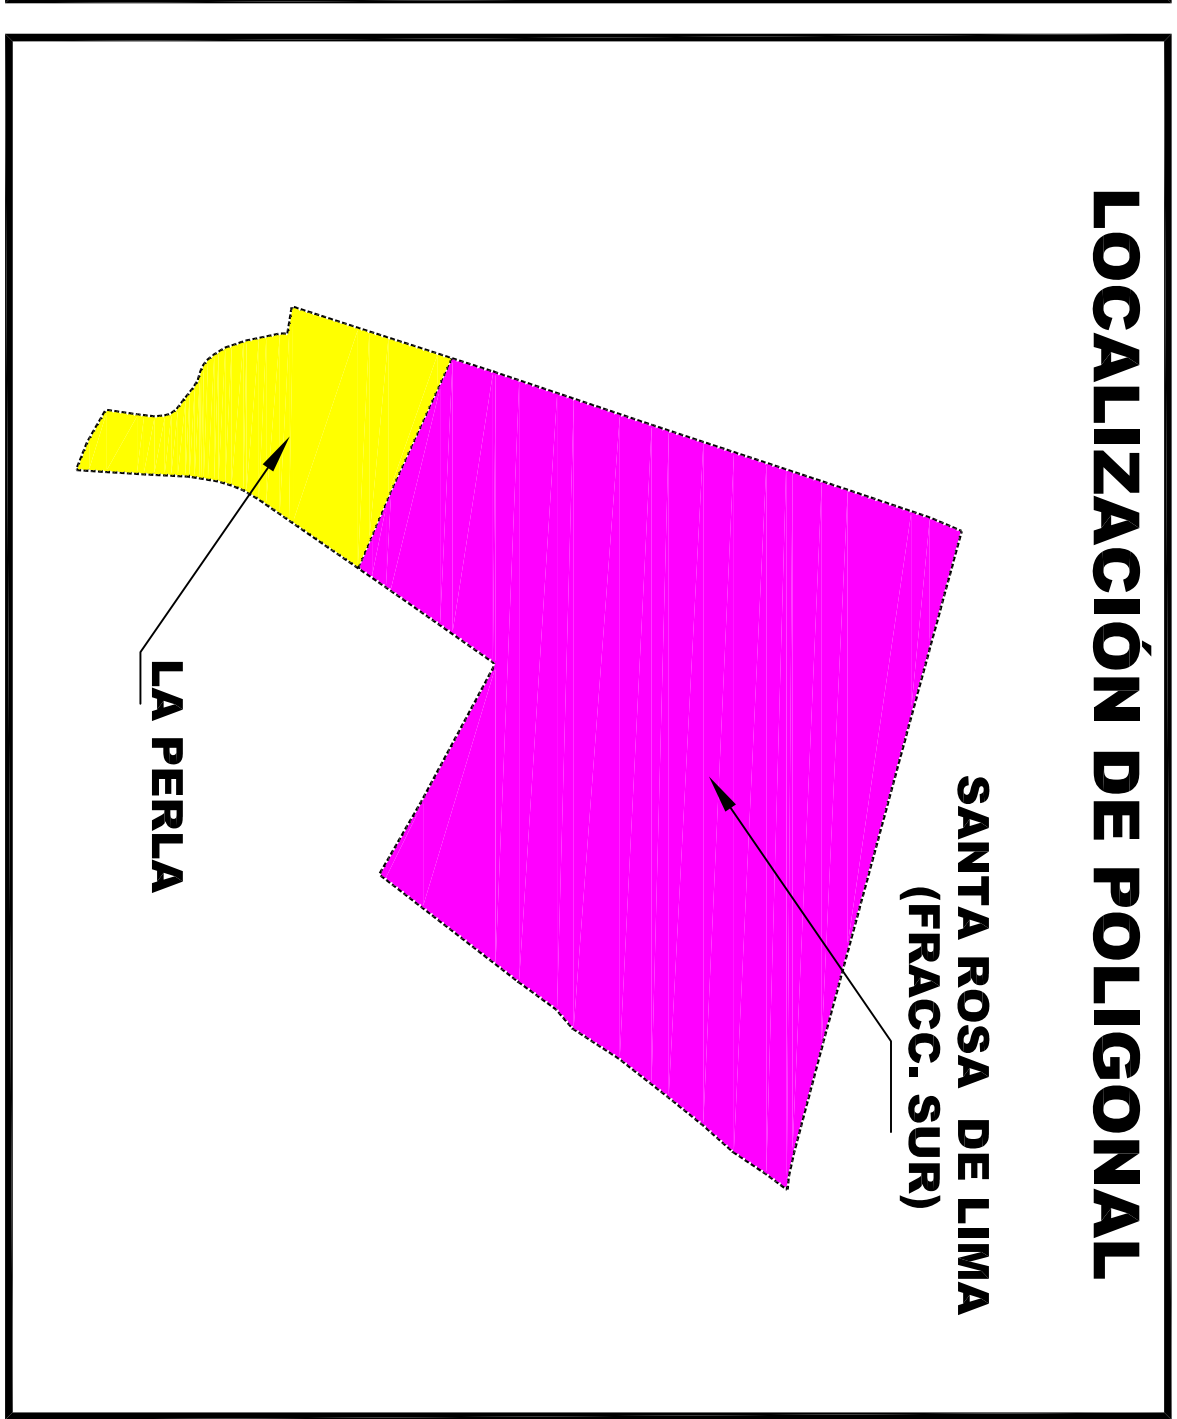 LOCALIZACIÓN DE POLIGONAL
SANTA ROSA DE LIMA
(FRACC. SUR)
LA PERLA